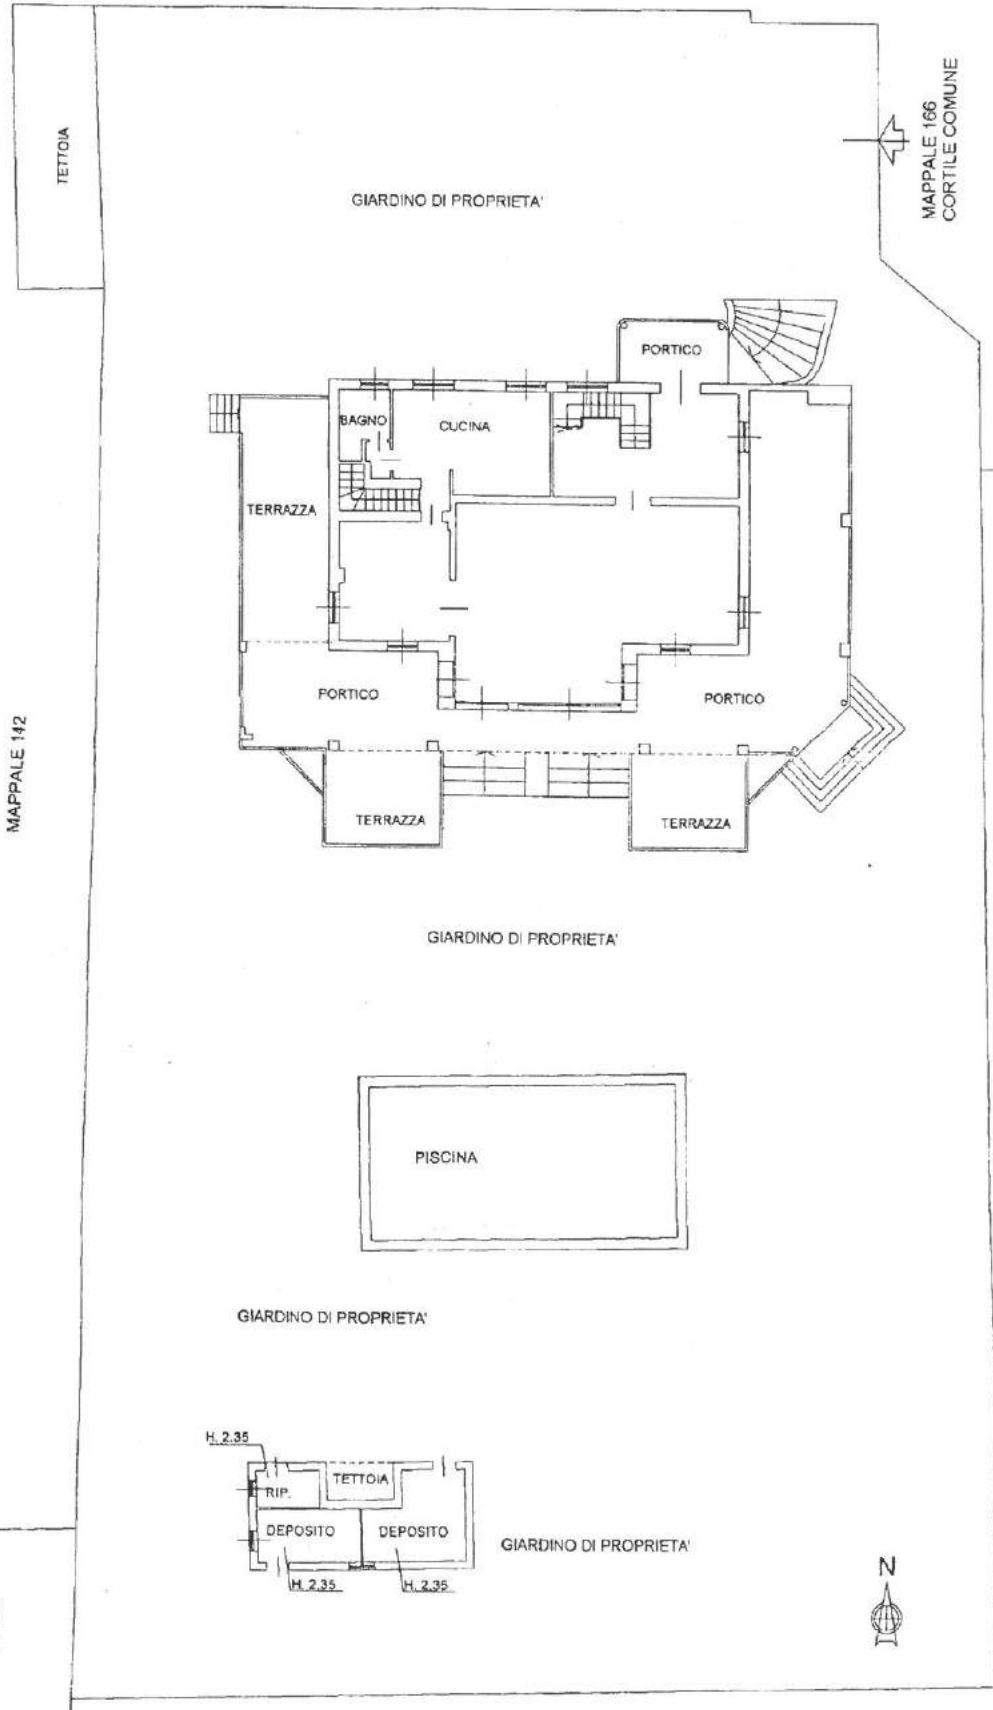 TETTOIA
GIARDINO DI PROPRIETA'
MAPPALE 166
CORTILE COMUNE
PORTICO
BAGNO
CUCINA
TERRAZZA
PORTICO
PORTICO
TERRAZZA
TERRAZZA
MAPPALE 142
GIARDINO DI PROPRIETA'
PISCINA
GIARDINO DI PROPRIETA'
H. 2.35
TETTOIA
RIP.
DEPOSITO
DEPOSITO
GIARDINO DI PROPRIETA'
H. 2.35
H. 2.35
N